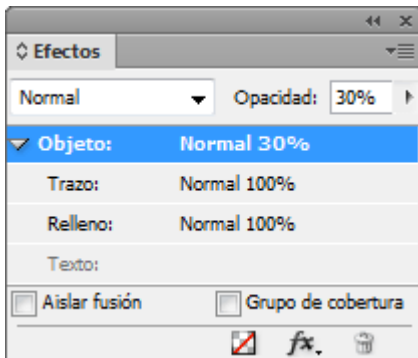 Efectos
Normal Opacidad: 30%
Objeto: Normal 30%
Trazo: Normal 100%
Relleno: Normal 100%
Texto:
Aislar fusión Grupo de cobertura
fx.